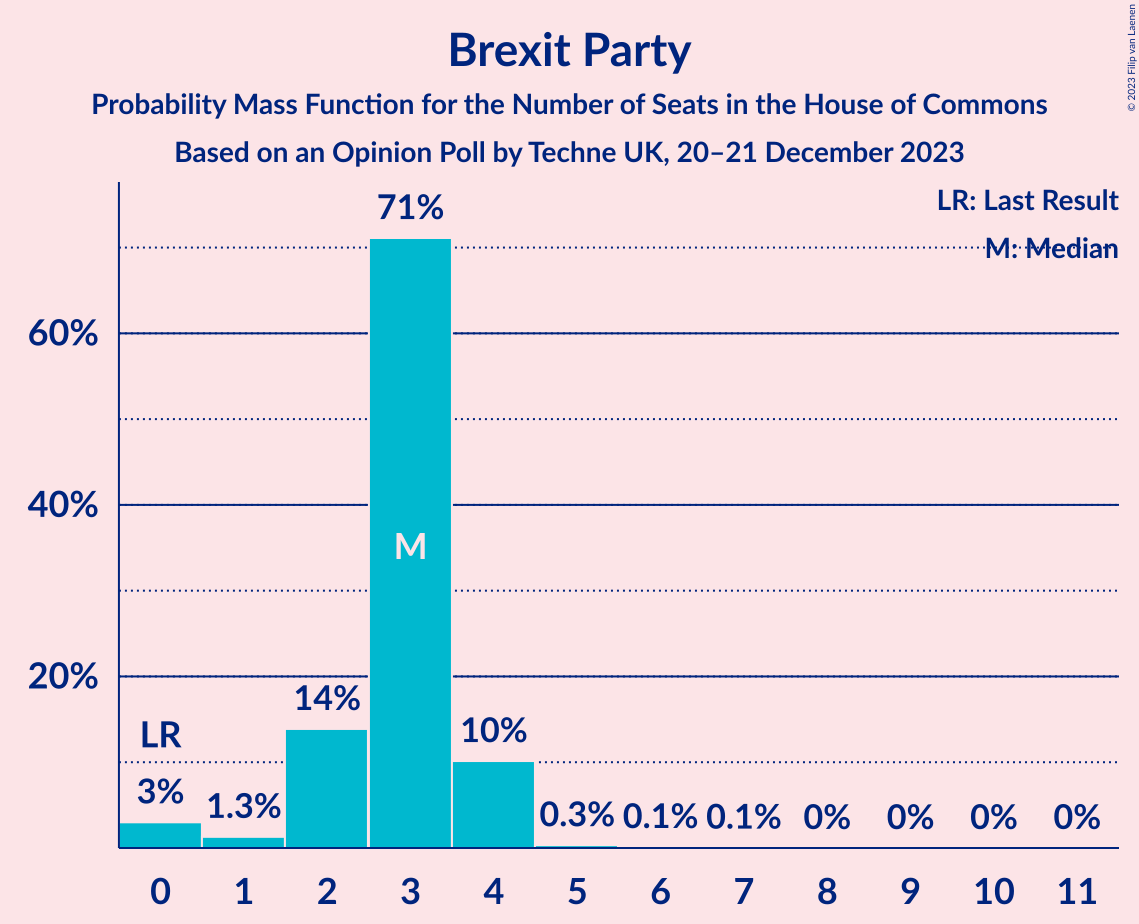 Brexit Party
Probability Mass Function for the Number of Seats in the House of Commons
Based on an Opinion Poll by Techne UK, 20–21 December 2023
© 2023 Filip van Laenen
LR: Last Result
M: Median
71%
60%
40%
M
20%
14%
10%
LR
3%
1.3%
0.3%
0.1%
0.1%
0%
0%
0%
0%
0 1 2 3 4 5 6 7 8 9 10 11